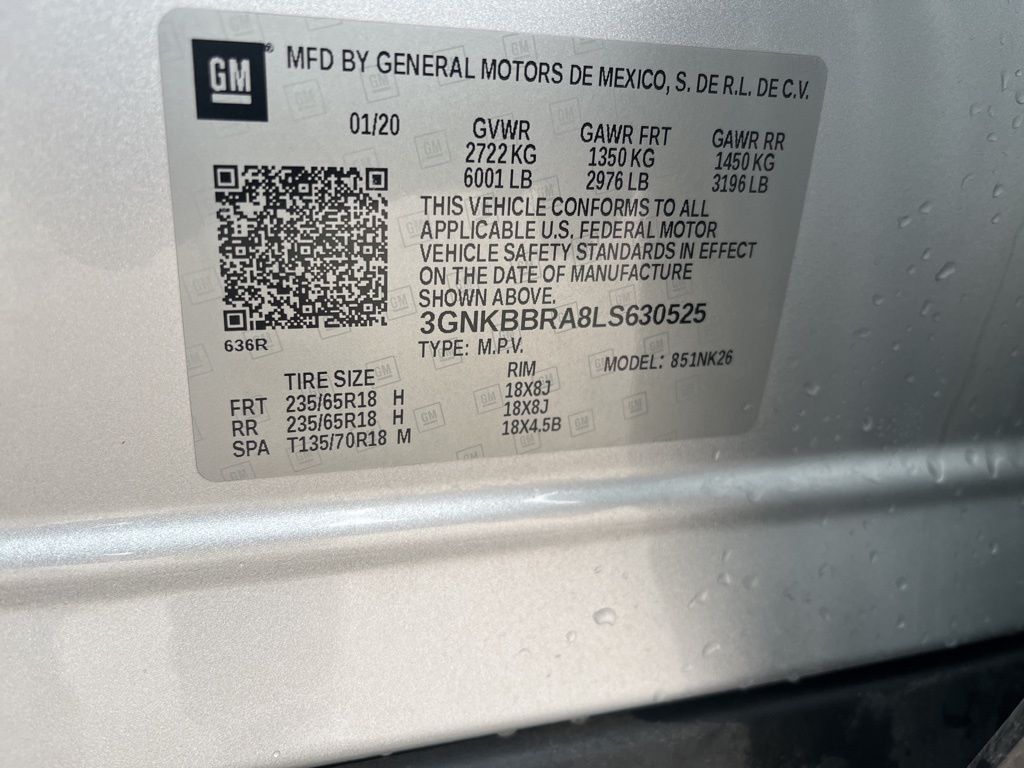 GM® MFD BY GENERAL MOTORS DE MEXICO, S. DE R.L. DE C.V.
01/20 GVWR GAWR FRT GAWR RR
2722 KG 1350 KG 1450 KG
6001 LB 2976 LB 3196 LB
THIS VEHICLE CONFORMS TO ALL
APPLICABLE U.S. FEDERAL MOTOR
VEHICLE SAFETY STANDARDS IN EFFECT
ON THE DATE OF MANUFACTURE
SHOWN ABOVE.
3GNKBBRA8LS630525
636R
TYPE: M.P.V. MODEL: 851NK26
TIRE SIZE RIM
FRT 235/65R18 H 18X8J
RR 235/65R18 H 18X8J
SPA T135/70R18 M 18X4.5B